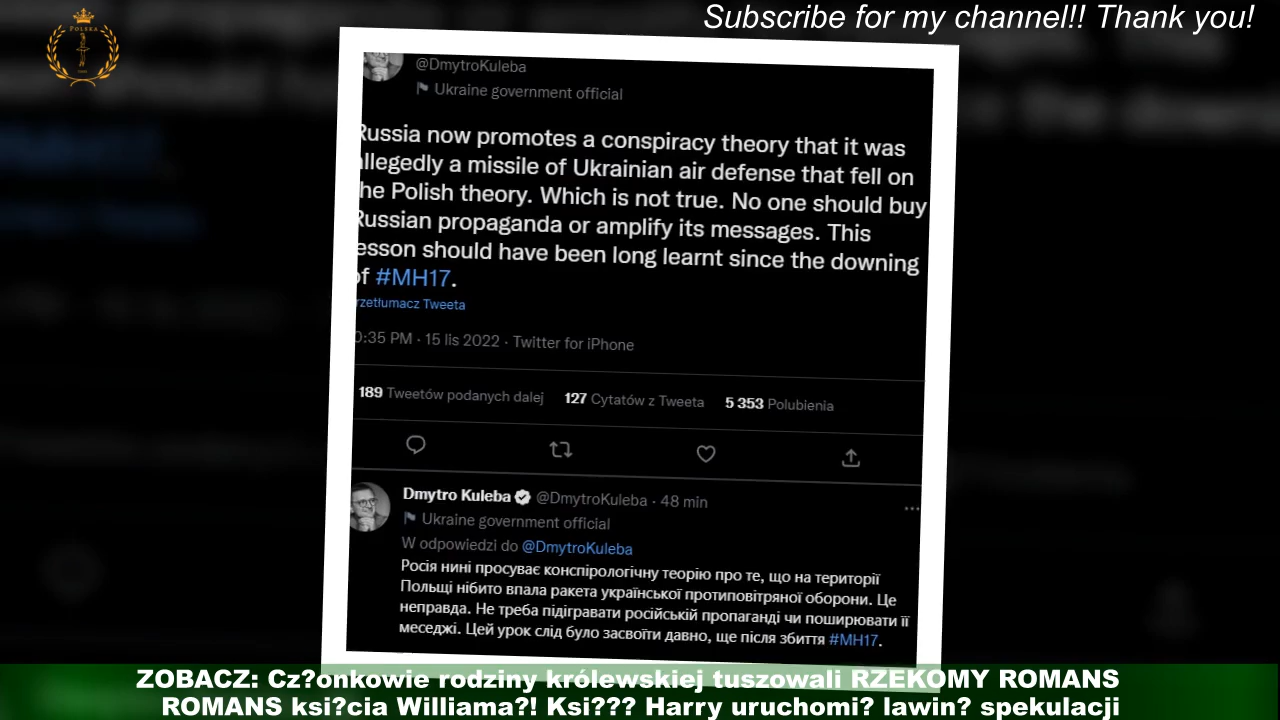 Subscribe for my channel!! Thank you!
POLSKA
@DmytroKuleba
Ukraine government official
Russia now promotes a conspiracy theory that it was
allegedly a missile of Ukrainian air defense that fell on
the Polish theory. Which is not true. No one should buy
Russian propaganda or amplify its messages. This
lesson should have been long learnt since the downing
of #MH17.
rzetłumacz Tweeta
0:35 PM · 15 lis 2022 · Twitter for iPhone
189 Tweetów podanych dalej 127 Cytatów z Tweeta 5 353 Polubienia
Dmytro Kuleba @DmytroKuleba · 48 min
Ukraine government official
W odpowiedzi do @DmytroKuleba
Росія нині просуває конспірологічну теорію про те, що на території
Польщі нібито впала ракета української протиповітряної оборони. Це
неправда. Не треба підігравати російській пропаганді чи поширювати її
меседжі. Цей урок слід було засвоїти давно, ще після збиття #MH17.
ZOBACZ: Cz?onkowie rodziny królewskiej tuszowali RZEKOMY ROMANS
ROMANS ksi?cia Williama?! Ksi??? Harry uruchomi? lawin? spekulacji